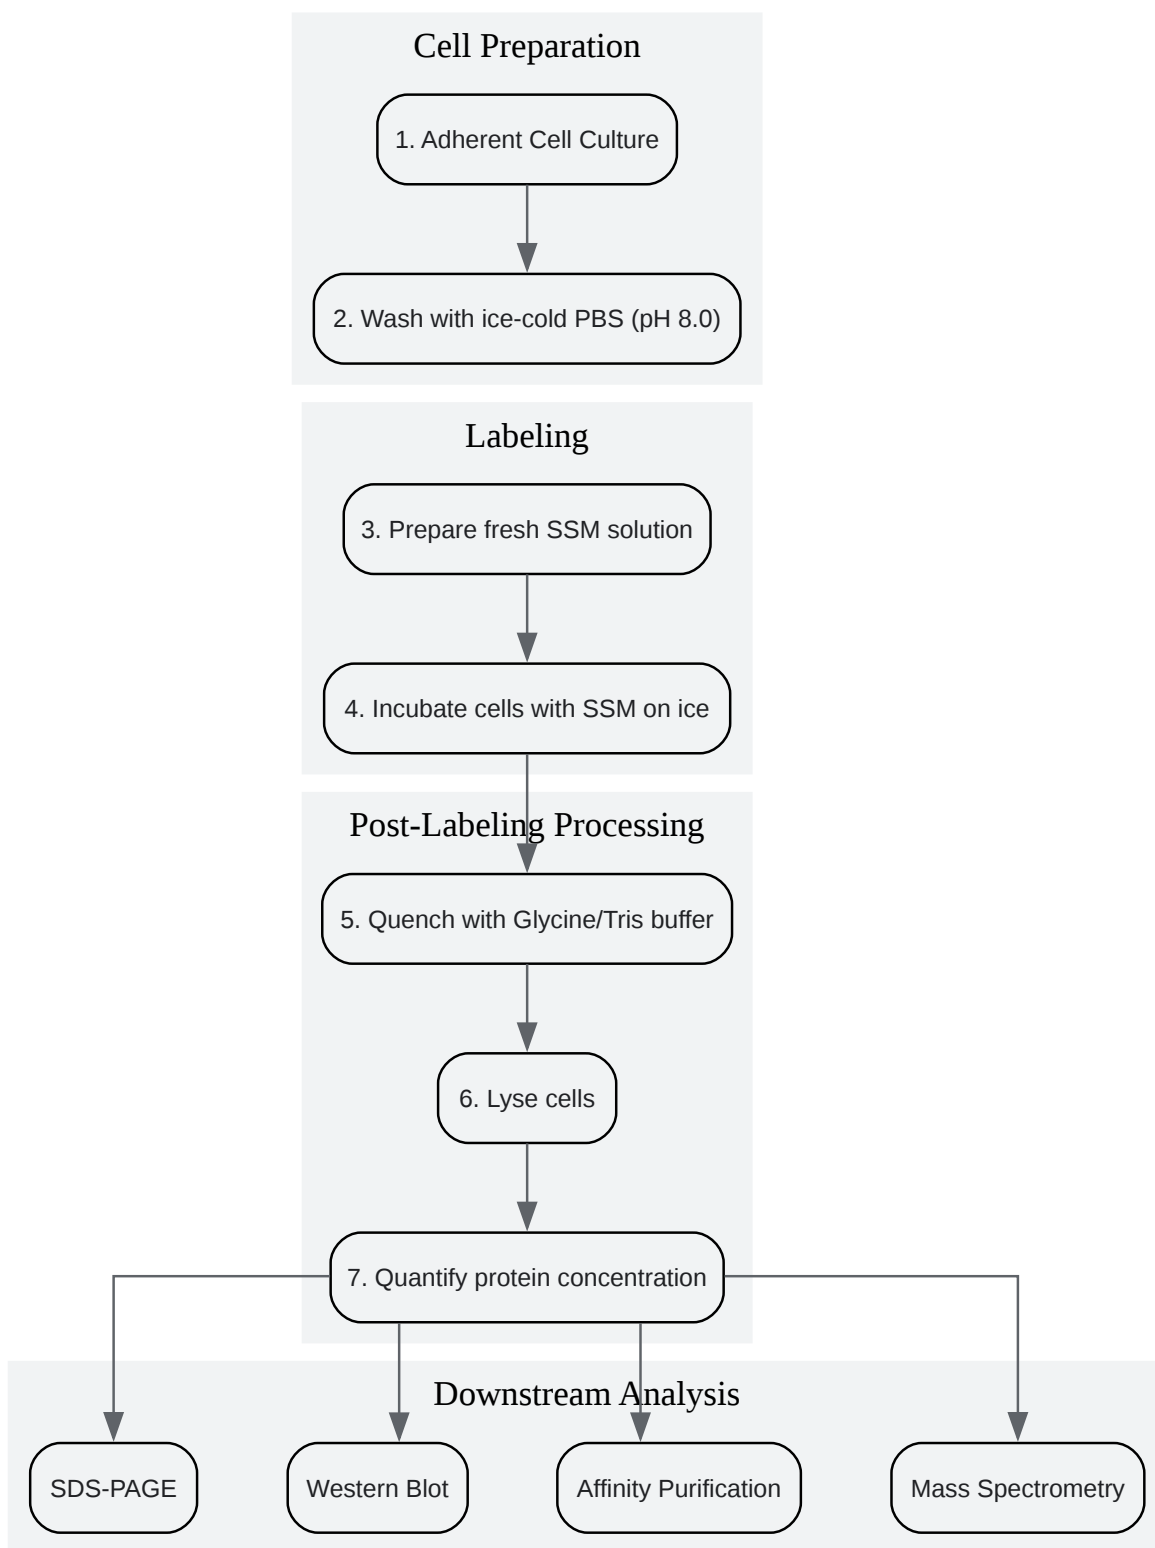 Cell Preparation
1. Adherent Cell Culture
2. Wash with ice-cold PBS (pH 8.0)
Labeling
3. Prepare fresh SSM solution
4. Incubate cells with SSM on ice
Post-Labeling Processing
5. Quench with Glycine/Tris buffer
6. Lyse cells
7. Quantify protein concentration
Downstream Analysis
SDS-PAGE
Western Blot
Affinity Purification
Mass Spectrometry